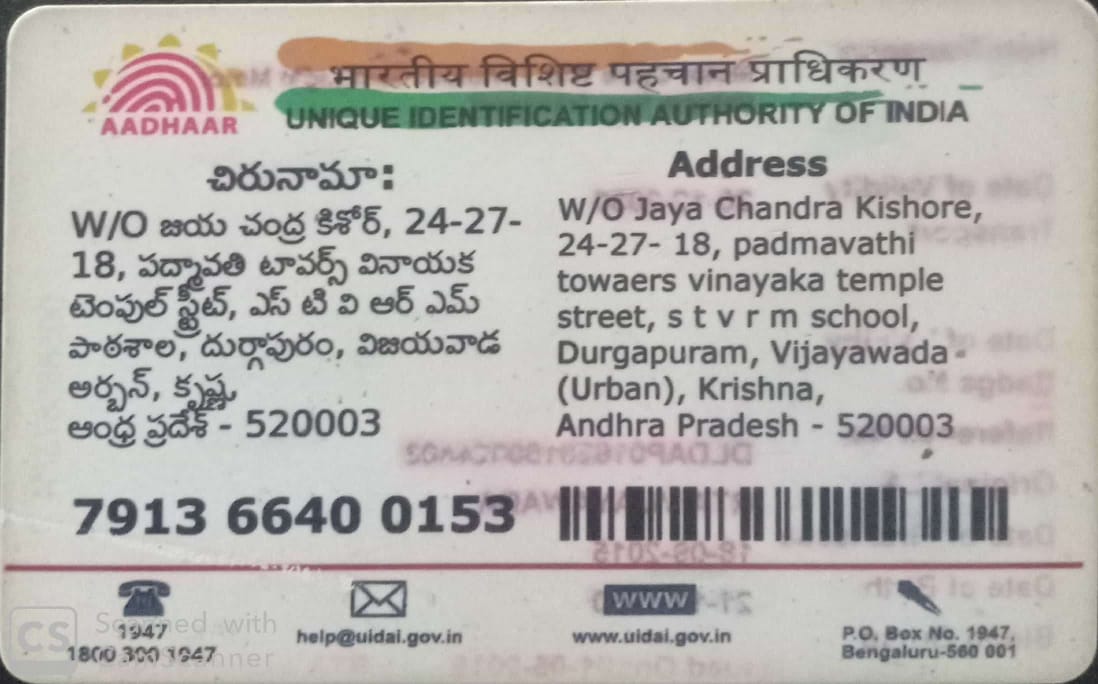 भारतीय विशिष्ट पहचान प्राधिकरण
AADHAAR
UNIQUE IDENTIFICATION AUTHORITY OF INDIA
చిరునామా:
W/O జయ చంద్ర కిశోర్, 24-27-
18, పద్మావతి టావర్స్ వినాయక
టెంపుల్ స్ట్రీట్, ఎస్ టి వి ఆర్ ఎమ్
పాఠశాల, దుర్గాపురం, విజయవాడ
అర్బన్, కృష్ణ,
ఆంధ్ర ప్రదేశ్ - 520003
Address
W/O Jaya Chandra Kishore,
24-27- 18, padmavathi
towaers vinayaka temple
street, s t v r m school,
Durgapuram, Vijayawada
(Urban), Krishna,
Andhra Pradesh - 520003
7913 6640 0153
1947
1800 300 1947
help@uidai.gov.in
WWW
www.uidai.gov.in
P.O. Box No. 1947,
Bengaluru-560 001
CS
Scanned with
CamScanner